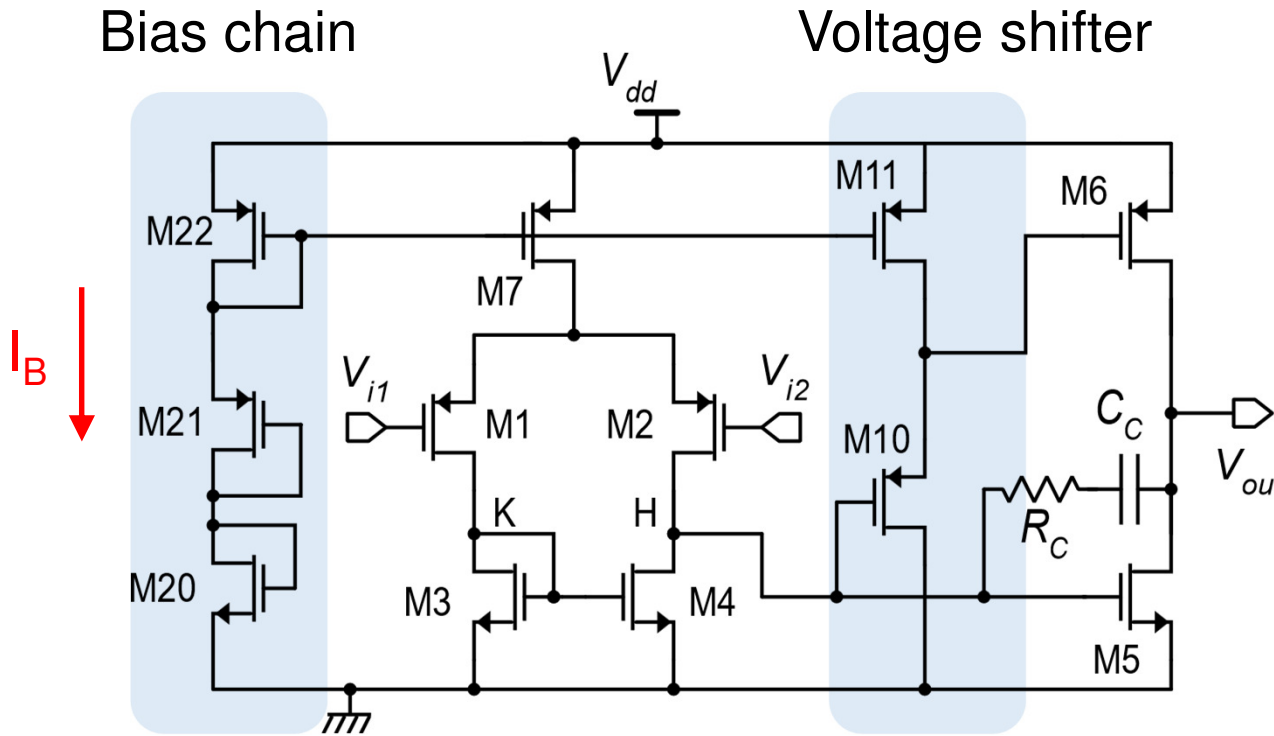 Bias chain
Voltage shifter
Vdd
M11
M6
M22
M7
IB
Vi1
Vi2
M21
M1
M2
M10
CC
Vou
K
H
RC
M20
M3
M4
M5